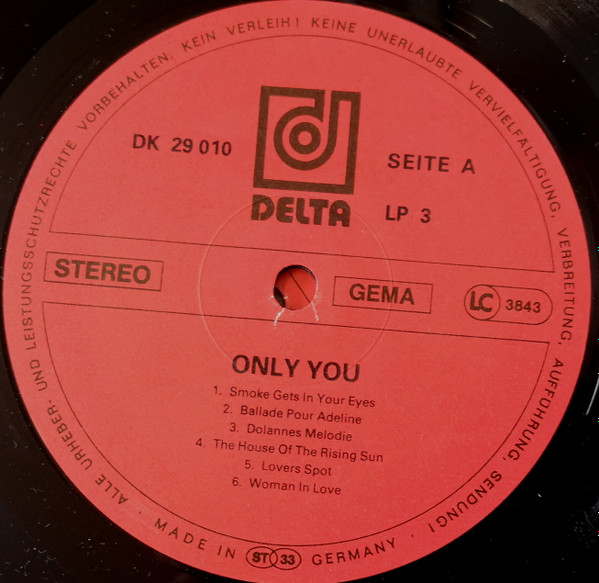 ALLE URHEBER- UND LEISTUNGSSCHUTZRECHTE VORBEHALTEN. KEIN VERLEIH! KEINE UNERLAUBTE VERVIELFÄLTIGUNG, VERBREITUNG, AUFFÜHRUNG, SENDUNG!
DK 29 010
SEITE A
DELTA
LP 3
STEREO
GEMA
LC 3843
ONLY YOU
1. Smoke Gets In Your Eyes
2. Ballade Pour Adeline
3. Dolannes Melodie
4. The House Of The Rising Sun
5. Lovers Spot
6. Woman In Love
MADE IN ST 33 GERMANY